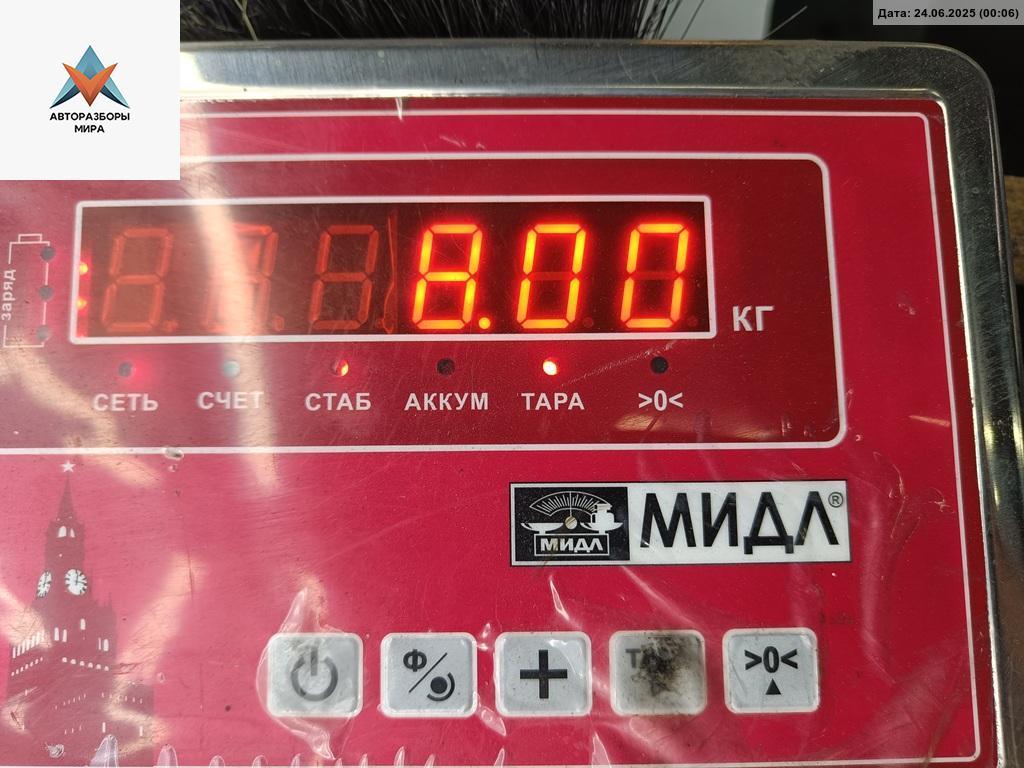 Дата: 24.06.2025 (00:06)
АВТОРАЗБОРЫ
МИРА
8.00
КГ
заряд
СЕТЬ СЧЕТ СТАБ АККУМ ТАРА >0<
МИДЛ МИДЛ®
Ф >0<